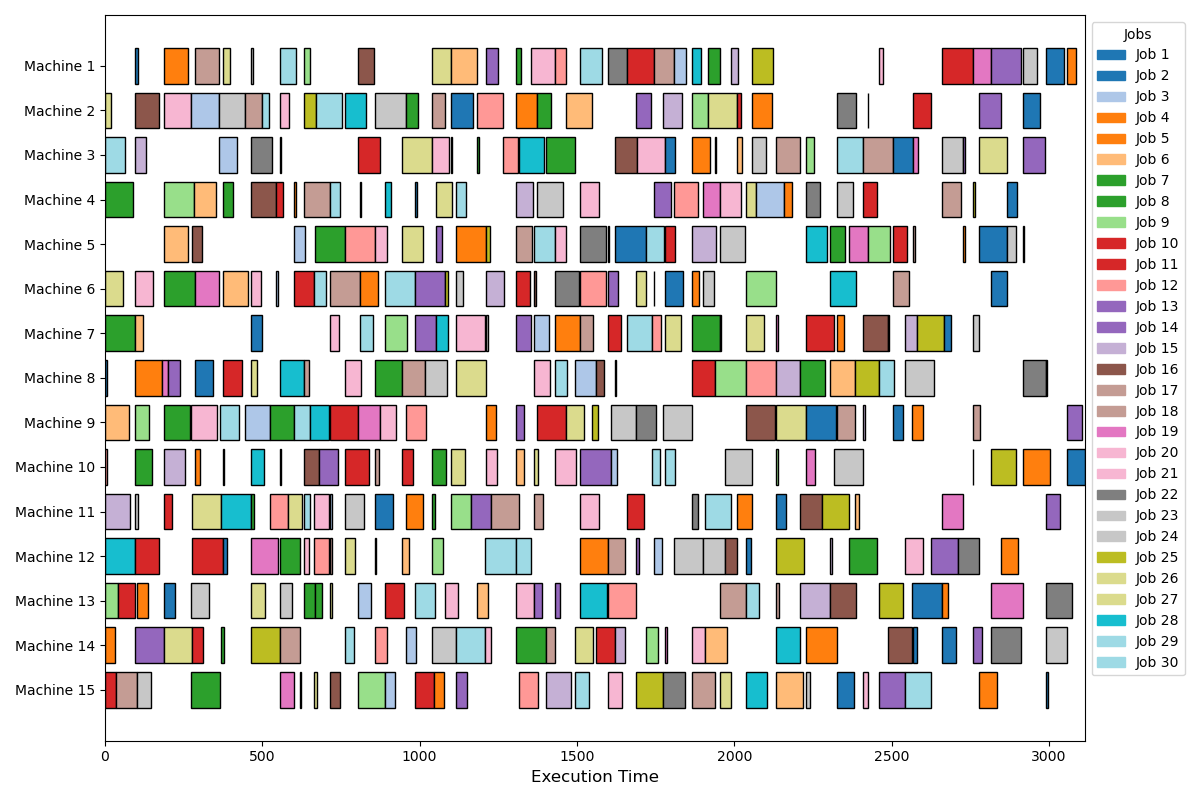 Machine 1
Machine 2
Machine 3
Machine 4
Machine 5
Machine 6
Machine 7
Machine 8
Machine 9
Machine 10
Machine 11
Machine 12
Machine 13
Machine 14
Machine 15
0 500 1000 1500 2000 2500 3000
Execution Time
Jobs
Job 1
Job 2
Job 3
Job 4
Job 5
Job 6
Job 7
Job 8
Job 9
Job 10
Job 11
Job 12
Job 13
Job 14
Job 15
Job 16
Job 17
Job 18
Job 19
Job 20
Job 21
Job 22
Job 23
Job 24
Job 25
Job 26
Job 27
Job 28
Job 29
Job 30